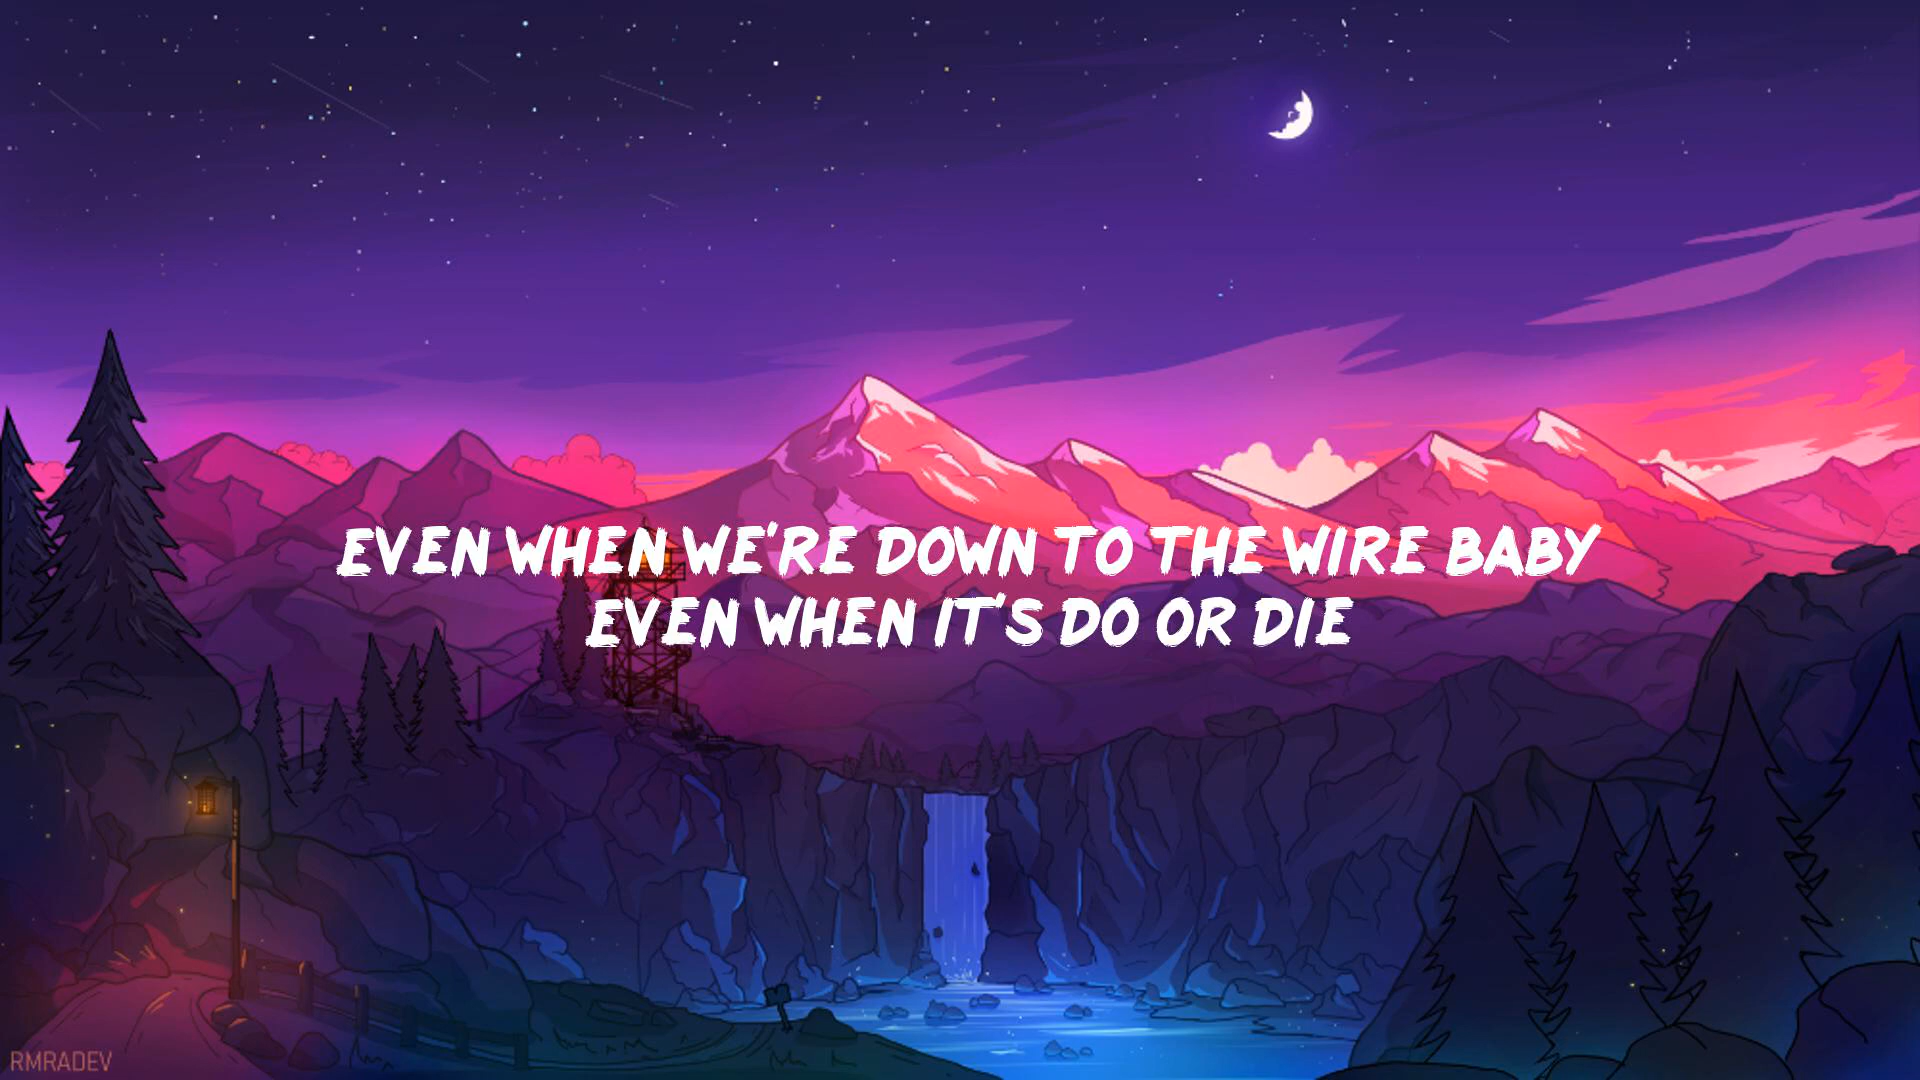 EVEN WHEN WE'RE DOWN TO THE WIRE BABY
EVEN WHEN IT'S DO OR DIE
RMRADEV